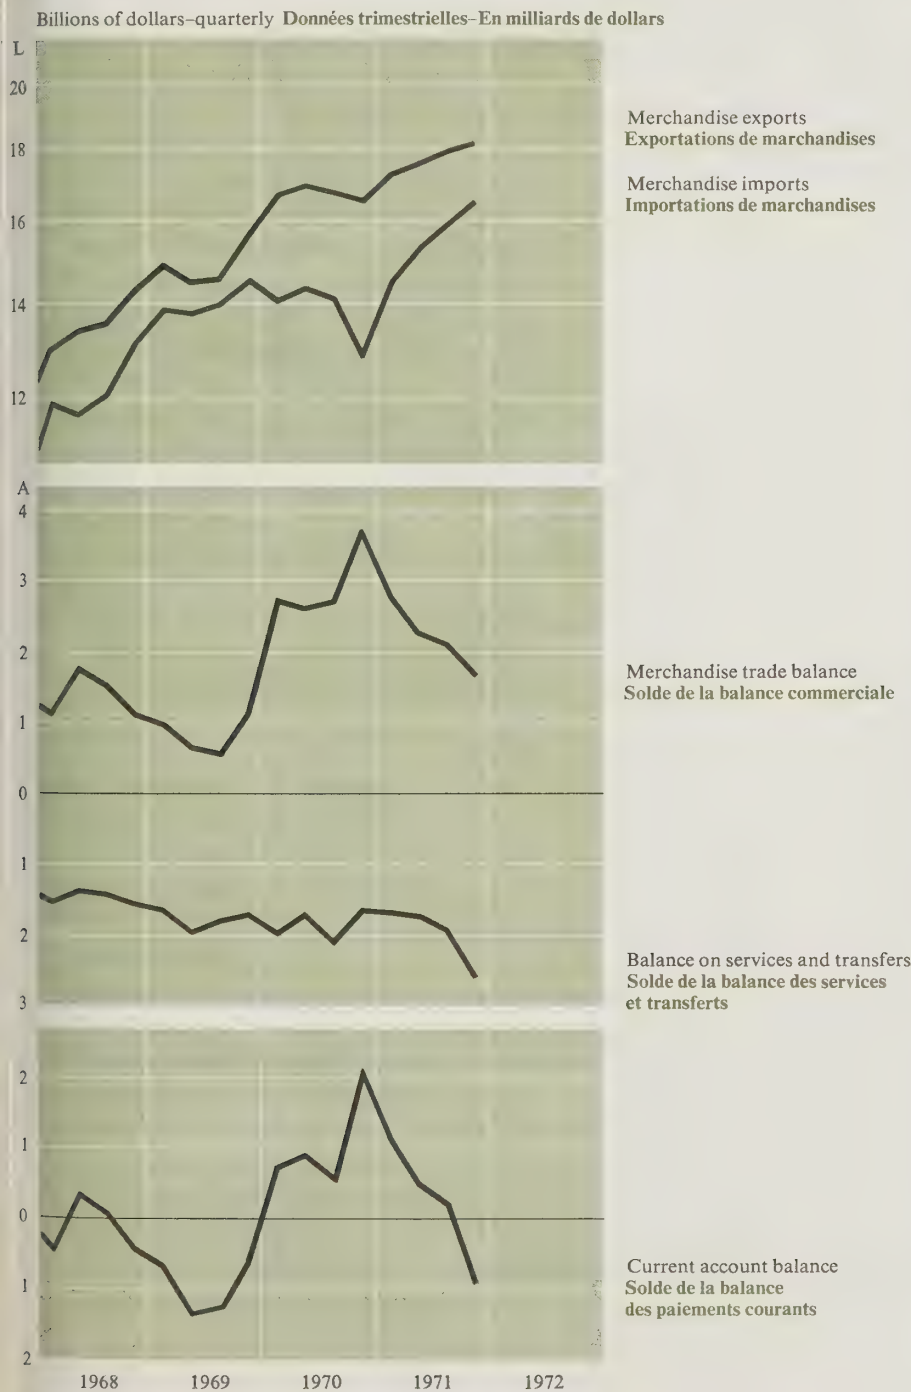 Billions of dollars–quarterly Données trimestrielles–En milliards de dollars
L
20
18
16
14
12
Merchandise exports
Exportations de marchandises
Merchandise imports
Importations de marchandises
A
4
3
2
1
0
1
2
3
Merchandise trade balance
Solde de la balance commerciale
Balance on services and transfers
Solde de la balance des services
et transferts
2
1
0
1
2
Current account balance
Solde de la balance
des paiements courants
1968 1969 1970 1971 1972